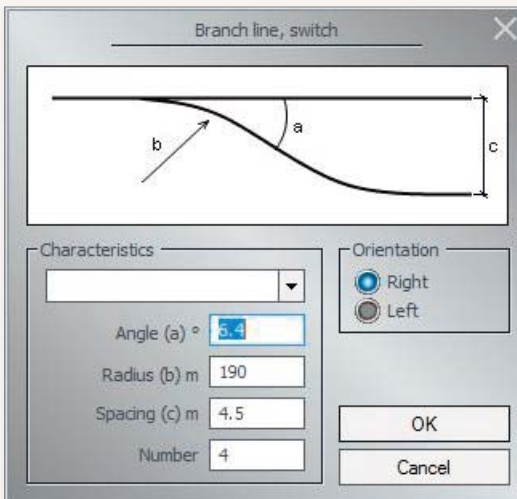 Branch line, switch
a
b
c
Characteristics
Angle (a) º 6.4
Radius (b) m 190
Spacing (c) m 4.5
Number 4
Orientation
Right
Left
OK
Cancel